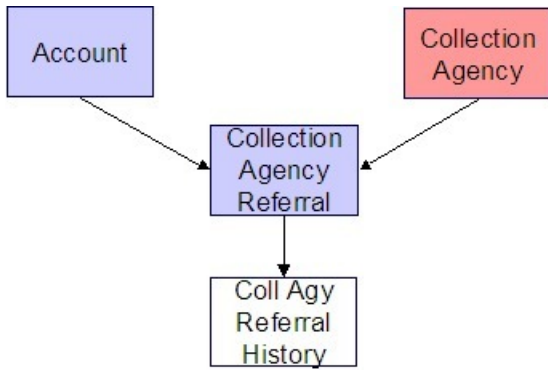 Account
Collection
Agency
Collection
Agency
Referral
Coll Agy
Referral
History